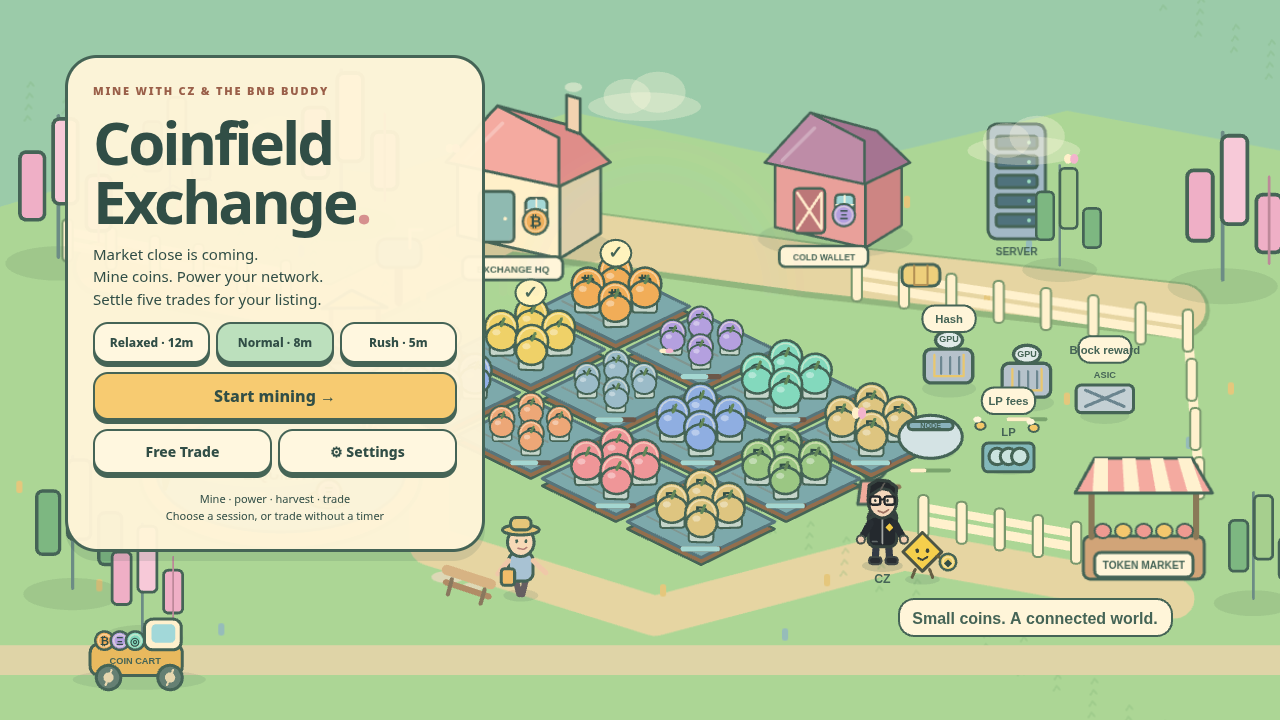 MINE WITH CZ & THE BNB BUDDY
Coinfield
Exchange.
Market close is coming.
Mine coins. Power your network.
Settle five trades for your listing.
Relaxed · 12m
Normal · 8m
Rush · 5m
Start mining →
Free Trade
⚙ Settings
Mine · power · harvest · trade
Choose a session, or trade without a timer
XCHANGE HQ
COLD WALLET
SERVER
Hash
GPU
GPU
Block reward
ASIC
LP fees
LP
NODE
CZ
TOKEN MARKET
Small coins. A connected world.
COIN CART